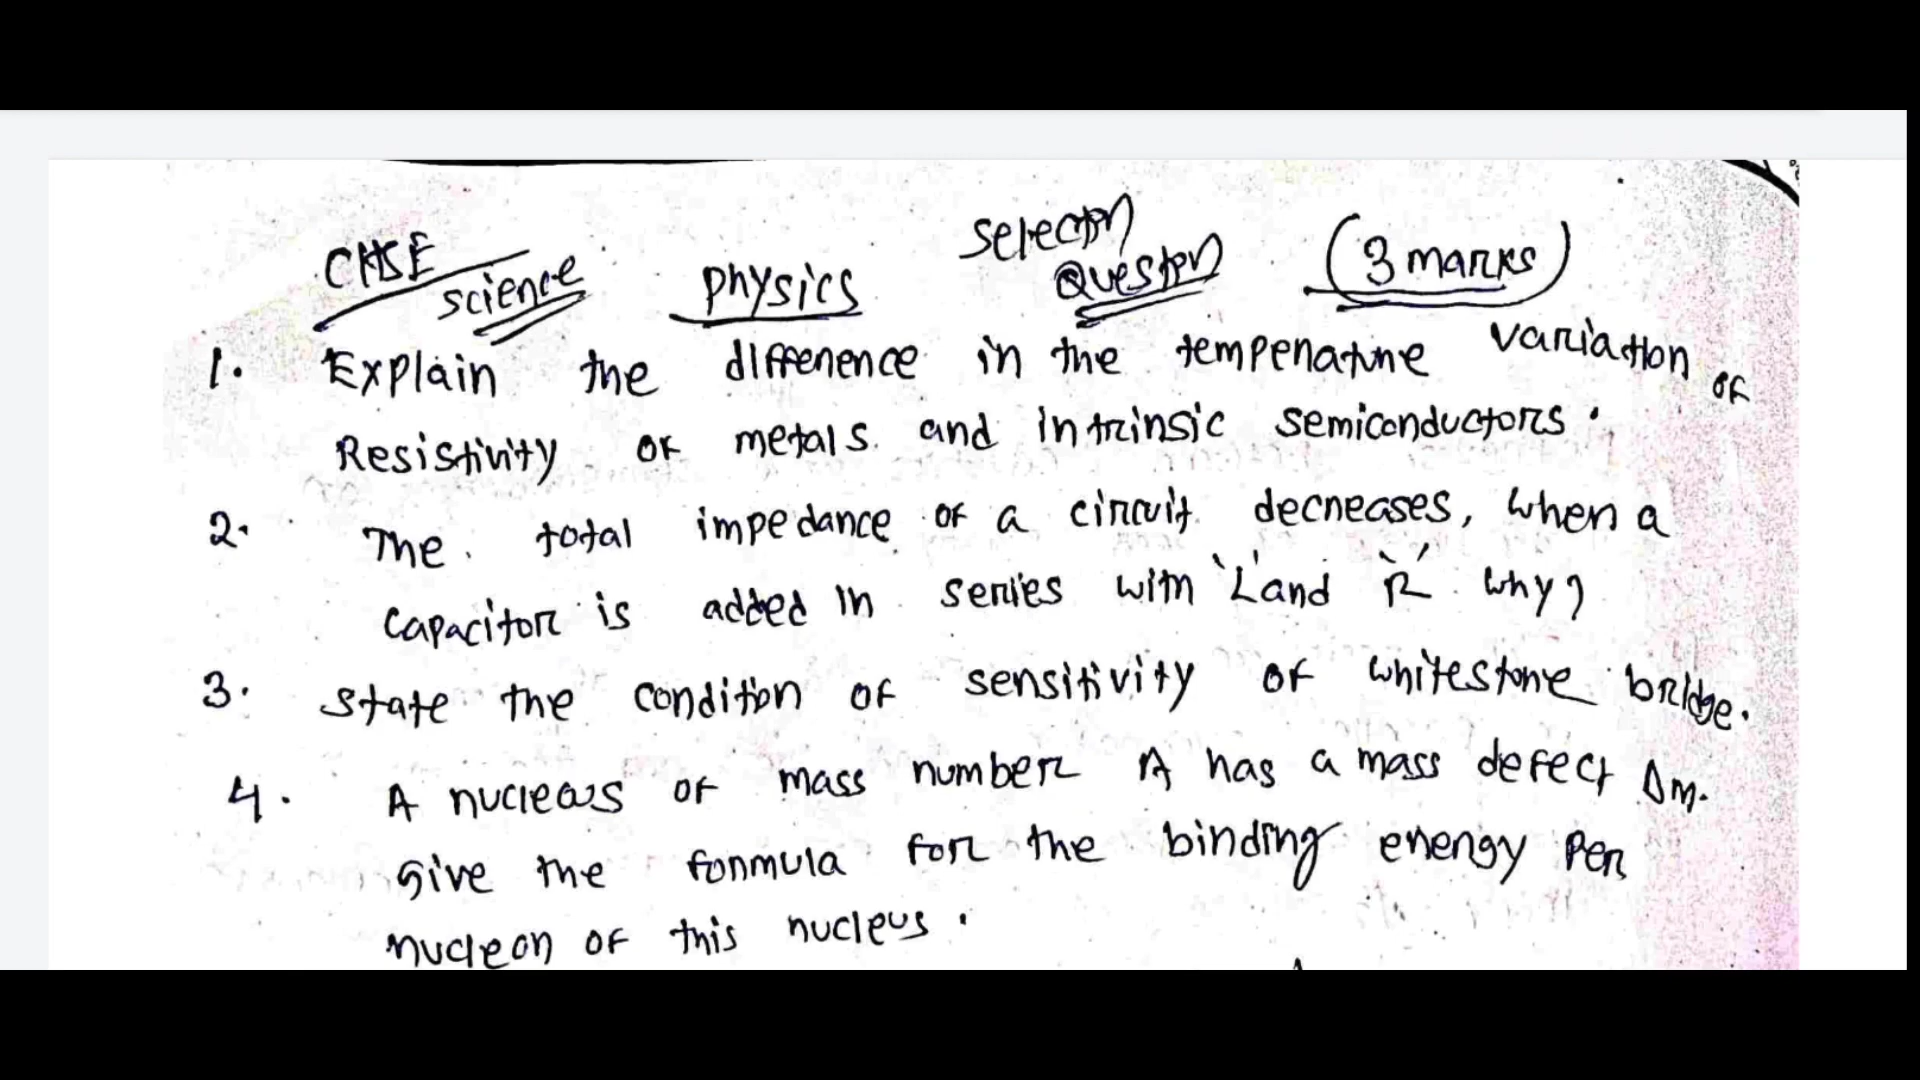 CHSE science physics selection Question (3 marks)
1. Explain the difference in the temperature variation of
Resistivity of metals and intrinsic semiconductors.
2. The total impedance of a circuit decreases, when a
capacitor is added in series with 'L' and 'R' why?
3. State the condition of sensitivity of whitestone bridge.
4. A nucleus of mass number A has a mass defect Δm.
Give the formula for the binding energy per
nucleon of this nucleus.